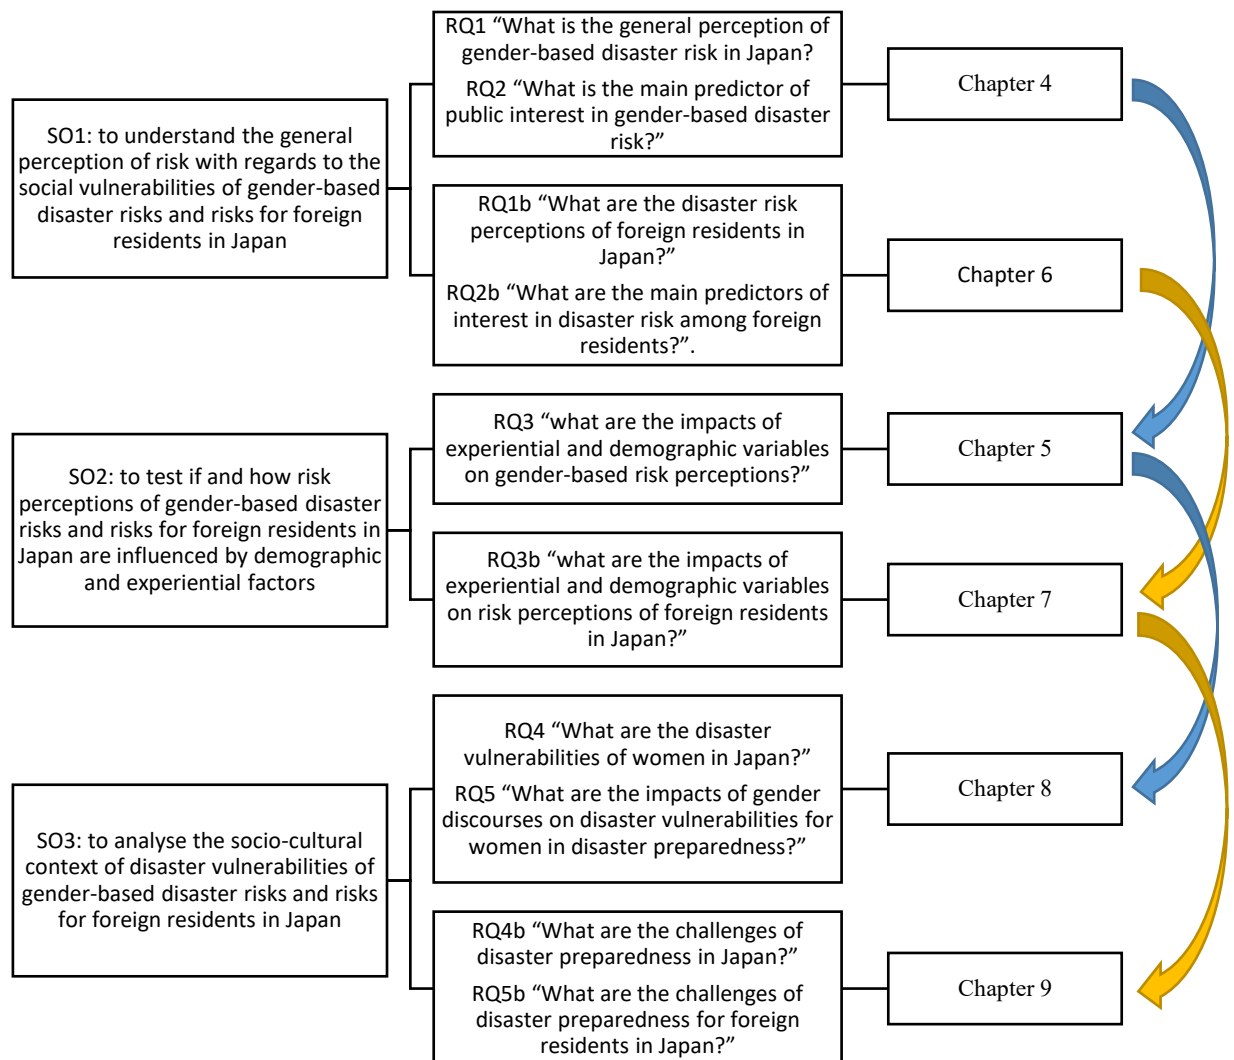 SO1: to understand the general
perception of risk with regards to the
social vulnerabilities of gender-based
disaster risks and risks for foreign
residents in Japan
RQ1 “What is the general perception of
gender-based disaster risk in Japan?
RQ2 “What is the main predictor of
public interest in gender-based disaster
risk?”
Chapter 4
RQ1b “What are the disaster risk
perceptions of foreign residents in
Japan?”
RQ2b “What are the main predictors of
interest in disaster risk among foreign
residents?”.
Chapter 6
SO2: to test if and how risk
perceptions of gender-based disaster
risks and risks for foreign residents in
Japan are influenced by demographic
and experiential factors
RQ3 “what are the impacts of
experiential and demographic variables
on gender-based risk perceptions?”
Chapter 5
RQ3b “what are the impacts of
experiential and demographic variables
on risk perceptions of foreign residents
in Japan?”
Chapter 7
SO3: to analyse the socio-cultural
context of disaster vulnerabilities of
gender-based disaster risks and risks
for foreign residents in Japan
RQ4 “What are the disaster
vulnerabilities of women in Japan?”
RQ5 “What are the impacts of gender
discourses on disaster vulnerabilities for
women in disaster preparedness?”
Chapter 8
RQ4b “What are the challenges of
disaster preparedness in Japan?”
RQ5b “What are the challenges of
disaster preparedness for foreign
residents in Japan?”
Chapter 9